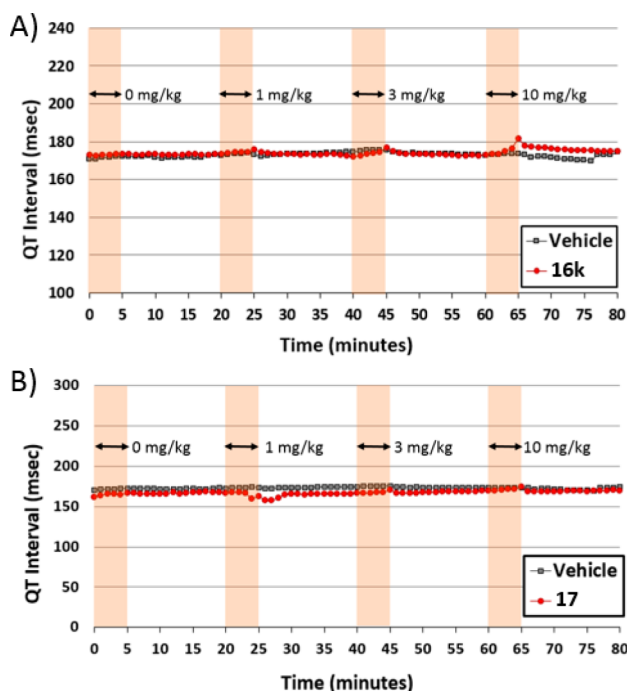 A)
QT Interval (msec)
240
220
200
180
160
140
120
100
0 mg/kg
1 mg/kg
3 mg/kg
10 mg/kg
Vehicle
16k
0 5 10 15 20 25 30 35 40 45 50 55 60 65 70 75 80
Time (minutes)
B)
QT Interval (msec)
300
250
200
150
100
50
0
0 mg/kg
1 mg/kg
3 mg/kg
10 mg/kg
Vehicle
17
0 5 10 15 20 25 30 35 40 45 50 55 60 65 70 75 80
Time (minutes)